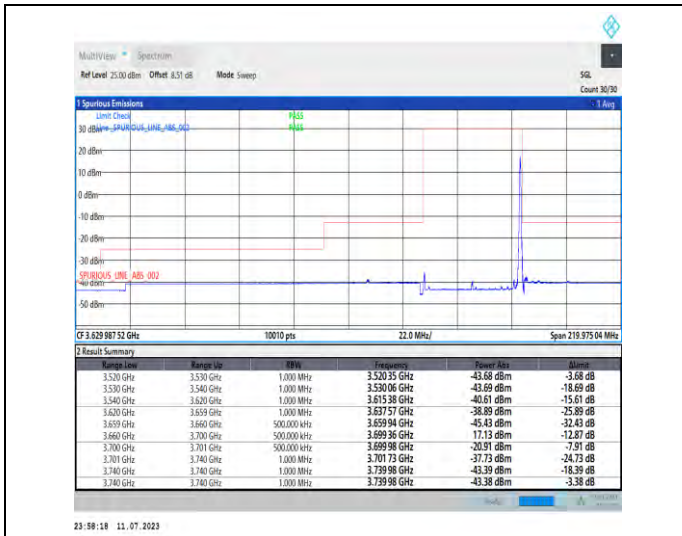 MultiView Spectrum
Ref Level 25.00 dBm Offset 8.51 dB Mode Sweep SGL
Count 30/30
1 Spurious Emissions 1 Avg
Limit Check PASS
30 dBm Line _SPURIOUS_LINE_ABS_002 PASS
20 dBm
10 dBm
0 dBm
-10 dBm
-20 dBm
-30 dBm
SPURIOUS_LINE_ABS_002
-40 dBm
-50 dBm
CF 3.629 987 52 GHz 10010 pts 22.0 MHz/ Span 219.975 04 MHz
2 Result Summary
Range Low Range Up RBW Frequency Power Abs ΔLimit
3.520 GHz 3.530 GHz 1.000 MHz 3.520 35 GHz -43.68 dBm -3.68 dB
3.530 GHz 3.540 GHz 1.000 MHz 3.530 06 GHz -43.69 dBm -18.69 dB
3.540 GHz 3.620 GHz 1.000 MHz 3.615 38 GHz -40.61 dBm -15.61 dB
3.620 GHz 3.659 GHz 1.000 MHz 3.637 57 GHz -38.89 dBm -25.89 dB
3.659 GHz 3.660 GHz 500.000 kHz 3.659 94 GHz -45.43 dBm -32.43 dB
3.660 GHz 3.700 GHz 500.000 kHz 3.699 36 GHz 17.13 dBm -12.87 dB
3.700 GHz 3.701 GHz 500.000 kHz 3.699 98 GHz -20.91 dBm -7.91 dB
3.701 GHz 3.740 GHz 1.000 MHz 3.701 73 GHz -37.73 dBm -24.73 dB
3.740 GHz 3.740 GHz 1.000 MHz 3.739 98 GHz -43.39 dBm -18.39 dB
3.740 GHz 3.740 GHz 1.000 MHz 3.739 98 GHz -43.38 dBm -3.38 dB
Ready
23:58:18 11.07.2023